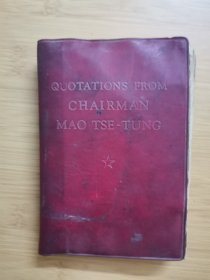 QUOTATIONS FROM
CHAIRMAN
MAO TSE-TUNG